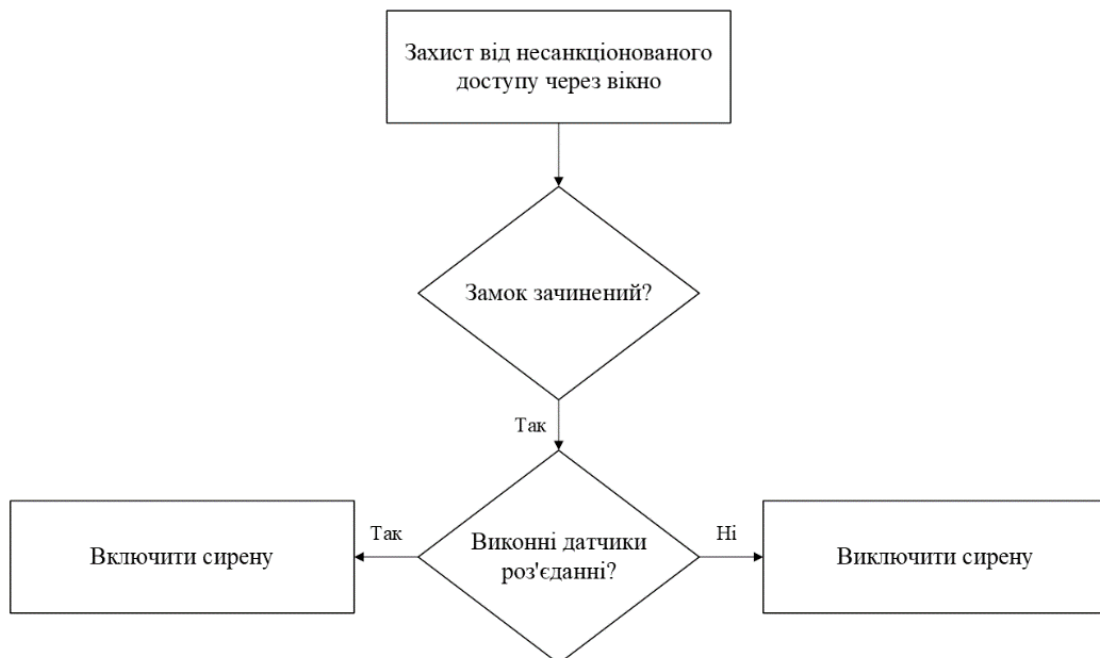 Захист від несанкціонованого
доступу через вікно
Замок зачинений?
Так
Включити сирену
Так
Виконні датчики
роз'єданні?
Ні
Виключити сирену